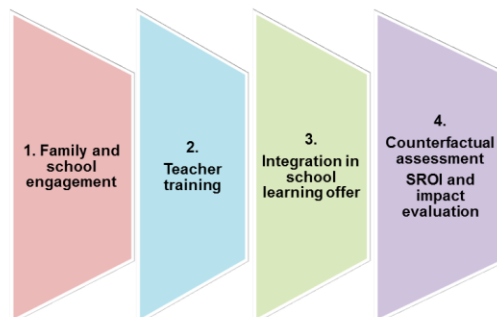 1. Family and
school
engagement
2.
Teacher
training
3.
Integration in
school
learning offer
4.
Counterfactual
assessment
SROI and
impact
evaluation